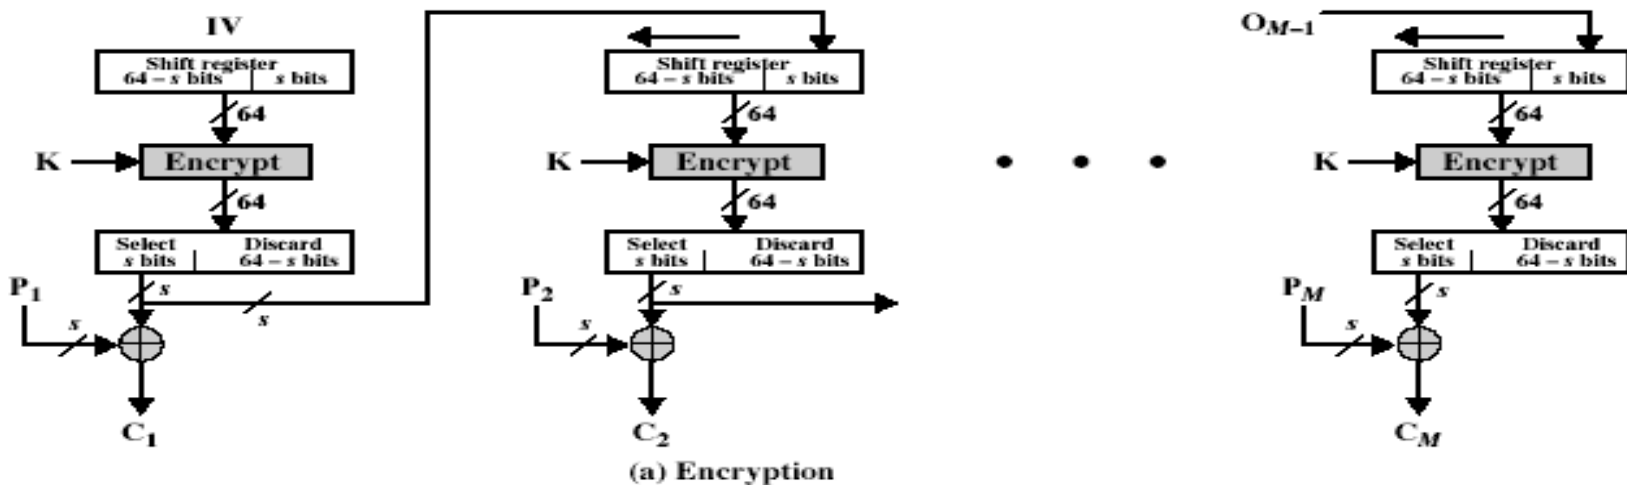 IV
Shift register
64 – s bits | s bits
64
K
Encrypt
64
Select Discard
s bits | 64 – s bits
P1
s
s
s
C1
Shift register
64 – s bits | s bits
64
K
Encrypt
64
Select Discard
s bits | 64 – s bits
P2
s
s
C2
• • •
OM–1
Shift register
64 – s bits | s bits
64
K
Encrypt
64
Select Discard
s bits | 64 – s bits
PM
s
s
CM
(a) Encryption